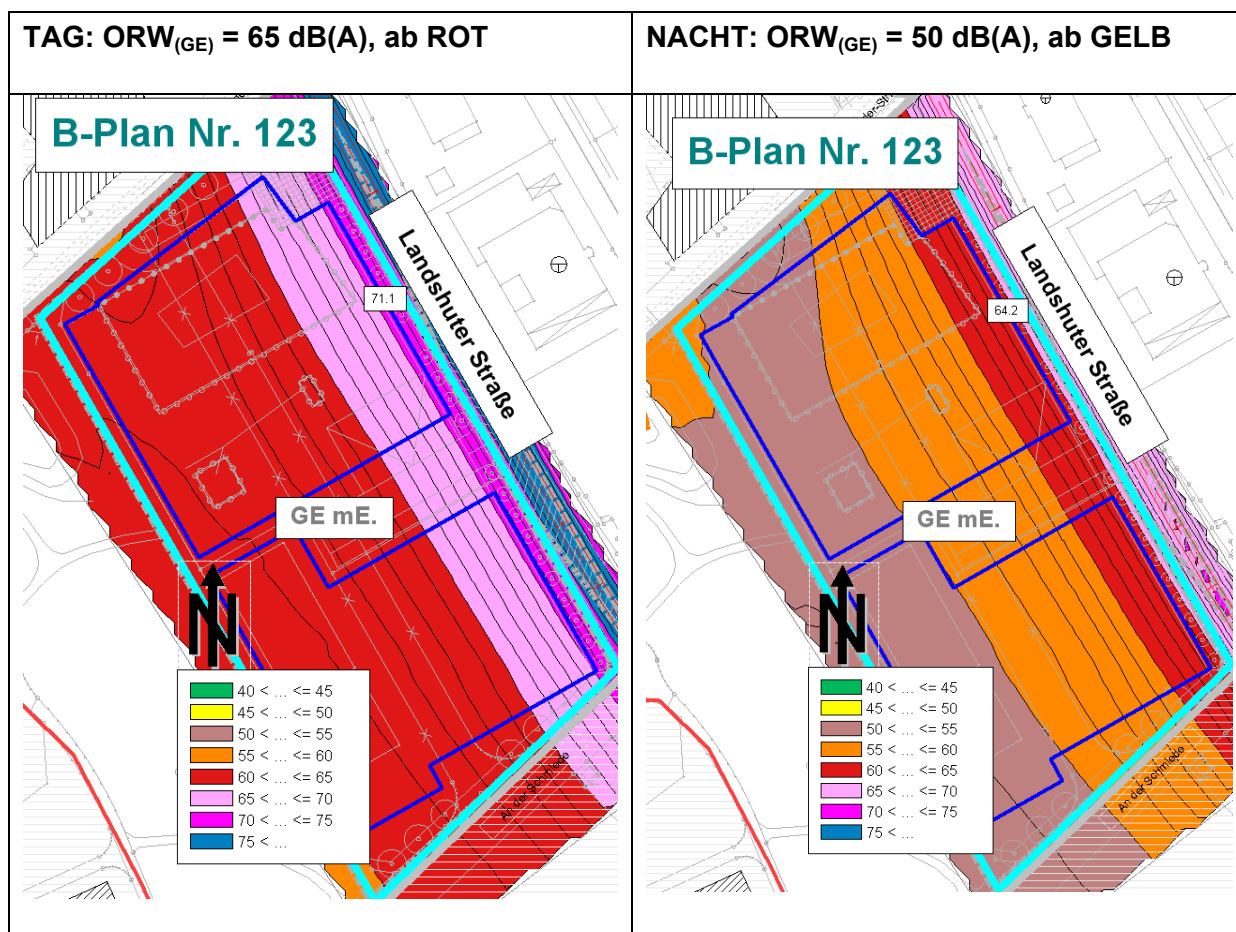 TAG: ORW(GE) = 65 dB(A), ab ROT
B-Plan Nr. 123
71.1
Landshuter Straße
GE mE.
N
40 < ... <= 45
45 < ... <= 50
50 < ... <= 55
55 < ... <= 60
60 < ... <= 65
65 < ... <= 70
70 < ... <= 75
75 < ...
An der Schmiede
NACHT: ORW(GE) = 50 dB(A), ab GELB
B-Plan Nr. 123
64.2
Landshuter Straße
GE mE.
N
40 < ... <= 45
45 < ... <= 50
50 < ... <= 55
55 < ... <= 60
60 < ... <= 65
65 < ... <= 70
70 < ... <= 75
75 < ...
An der Schmiede